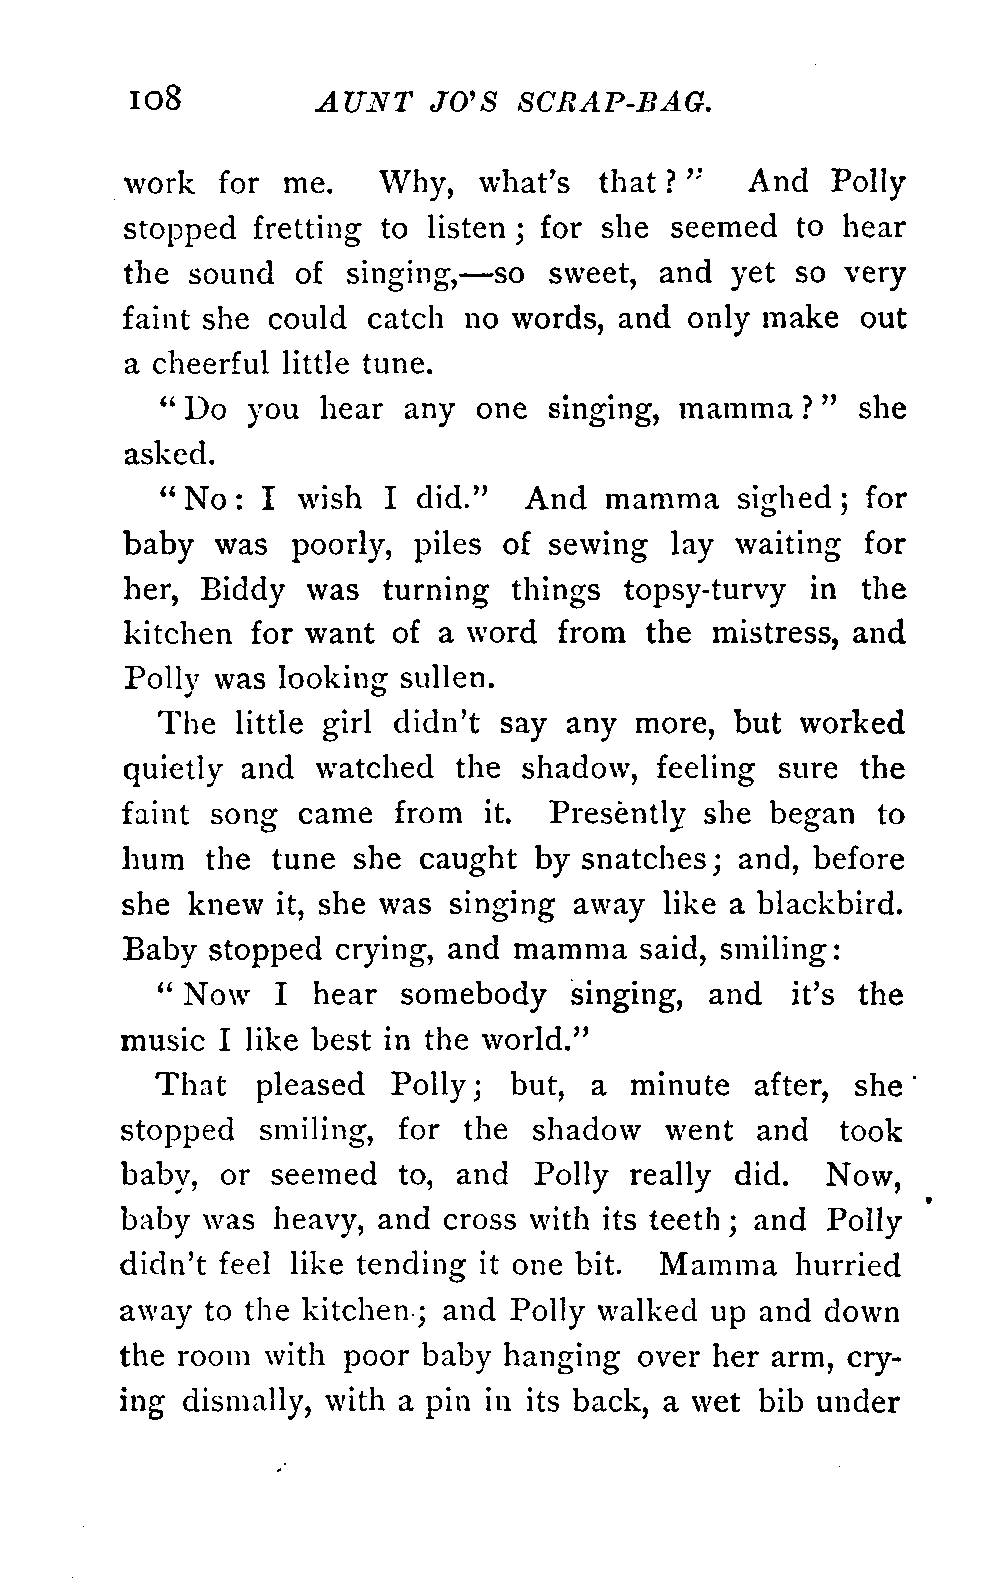 108 AUNT JO'S SCRAP-BAG.
work for me. Why, what's that?" And Polly
stopped fretting to listen; for she seemed to hear
the sound of singing,—so sweet, and yet so very
faint she could catch no words, and only make out
a cheerful little tune.
"Do you hear any one singing, mamma?" she
asked.
"No: I wish I did." And mamma sighed; for
baby was poorly, piles of sewing lay waiting for
her, Biddy was turning things topsy-turvy in the
kitchen for want of a word from the mistress, and
Polly was looking sullen.
The little girl didn't say any more, but worked
quietly and watched the shadow, feeling sure the
faint song came from it. Presently she began to
hum the tune she caught by snatches; and, before
she knew it, she was singing away like a blackbird.
Baby stopped crying, and mamma said, smiling:
"Now I hear somebody singing, and it's the
music I like best in the world."
That pleased Polly; but, a minute after, she
stopped smiling, for the shadow went and took
baby, or seemed to, and Polly really did. Now,
baby was heavy, and cross with its teeth; and Polly
didn't feel like tending it one bit. Mamma hurried
away to the kitchen; and Polly walked up and down
the room with poor baby hanging over her arm, cry-
ing dismally, with a pin in its back, a wet bib under